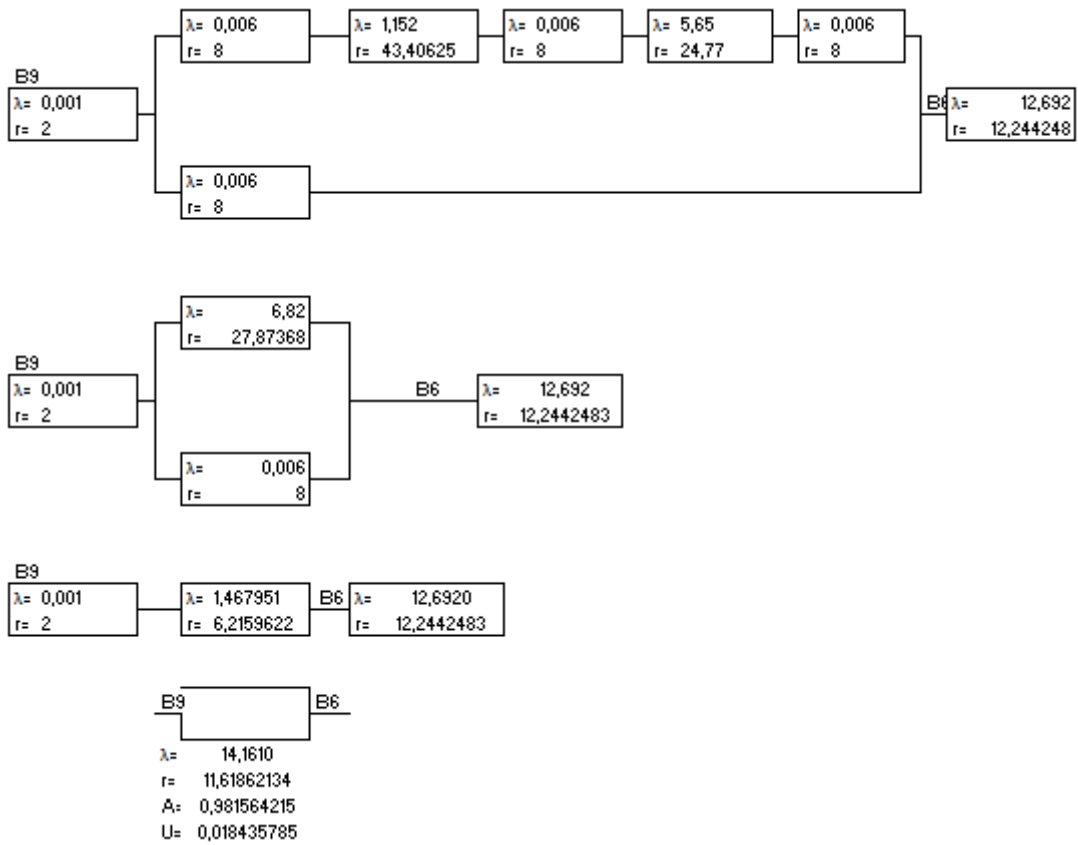 λ= 0,006
r= 8
λ= 1,152
r= 43,40625
λ= 0,006
r= 8
λ= 5,65
r= 24,77
λ= 0,006
r= 8
B9
λ= 0,001
r= 2
B6
λ= 12,692
r= 12,244248
λ= 0,006
r= 8
λ= 6,82
r= 27,87368
B9
λ= 0,001
r= 2
B6
λ= 12,692
r= 12,2442483
λ= 0,006
r= 8
B9
λ= 0,001
r= 2
λ= 1,467951
r= 6,2159622
B6
λ= 12,6920
r= 12,2442483
B9
B6
λ= 14,1610
r= 11,61862134
A= 0,981564215
U= 0,018435785